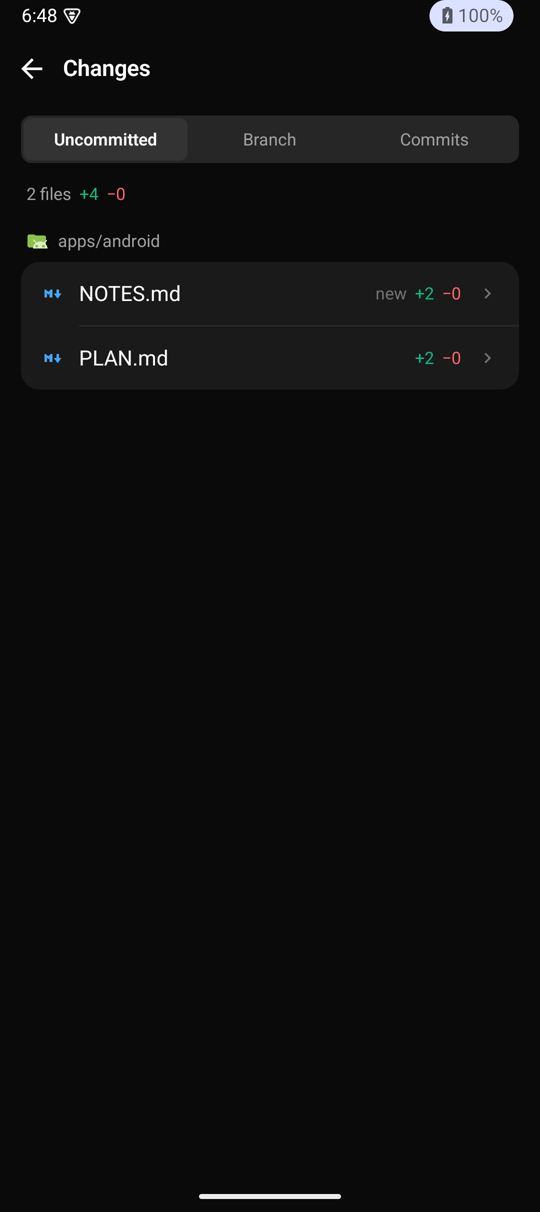 6:48 100%
Changes
Uncommitted Branch Commits
2 files +4 −0
apps/android
NOTES.md new +2 −0
PLAN.md +2 −0